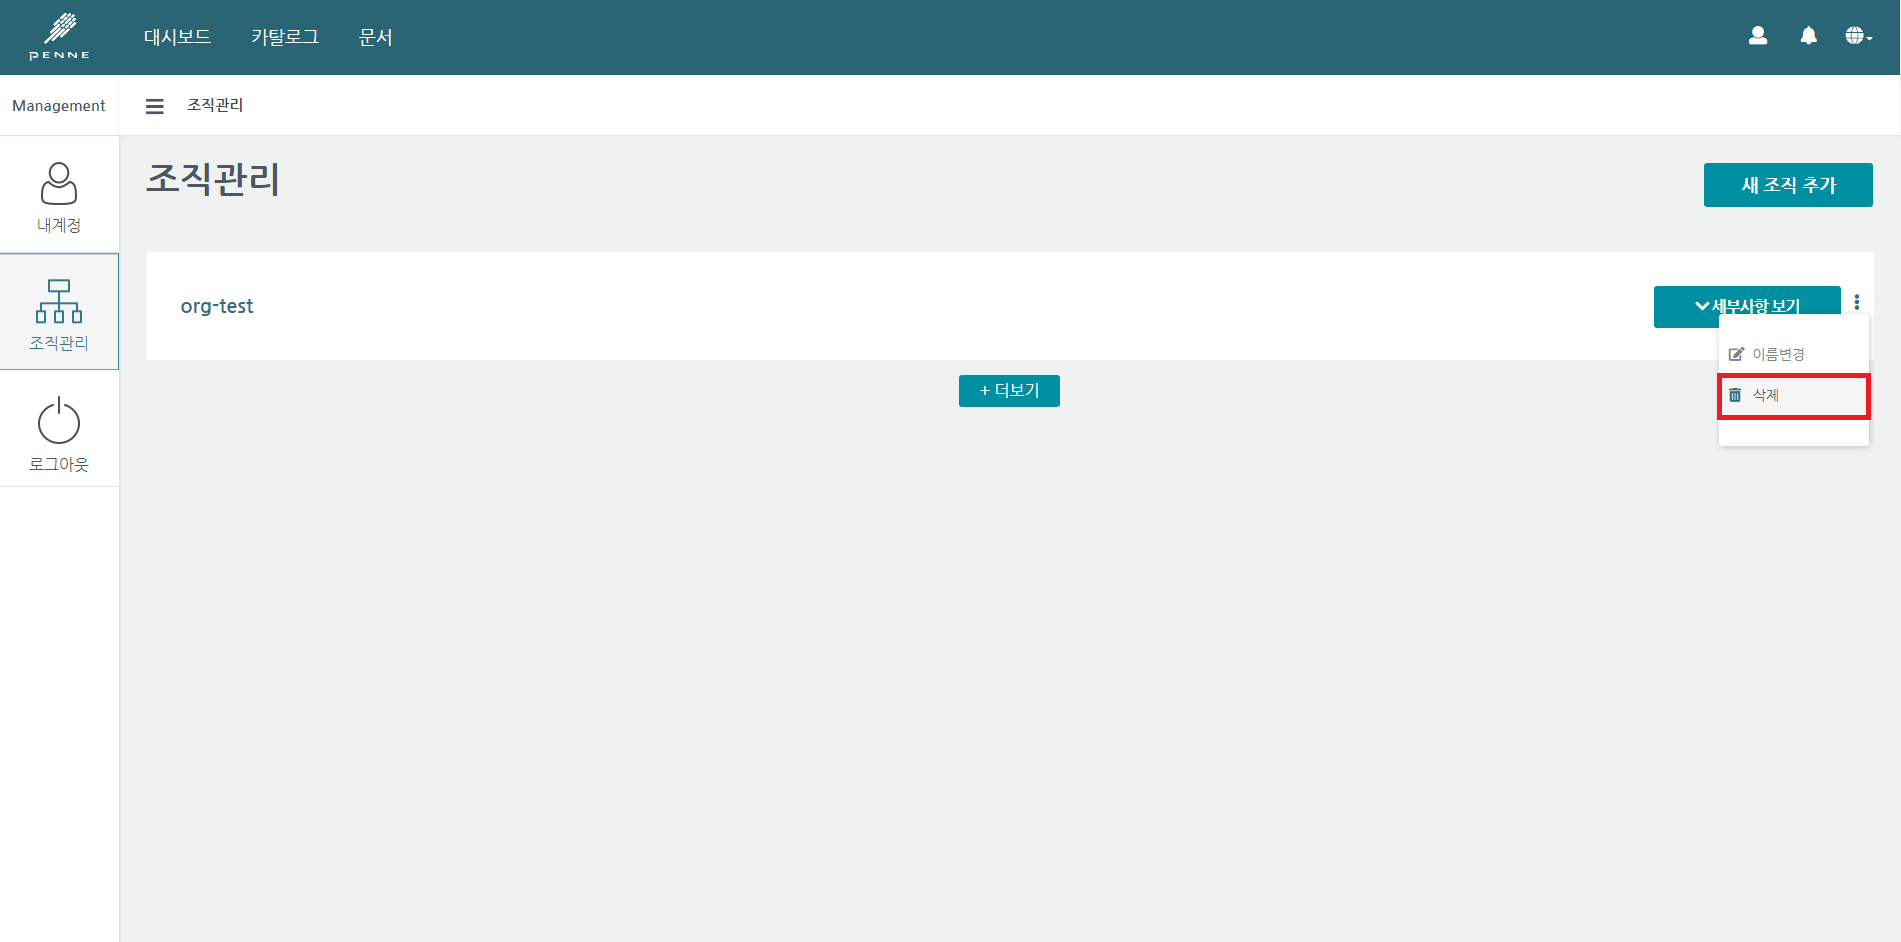 PENNE
대시보드
카탈로그
문서
Management
조직관리
내계정
조직관리
로그아웃
조직관리
새 조직 추가
org-test
세부사항 보기
이름변경
삭제
+ 더보기